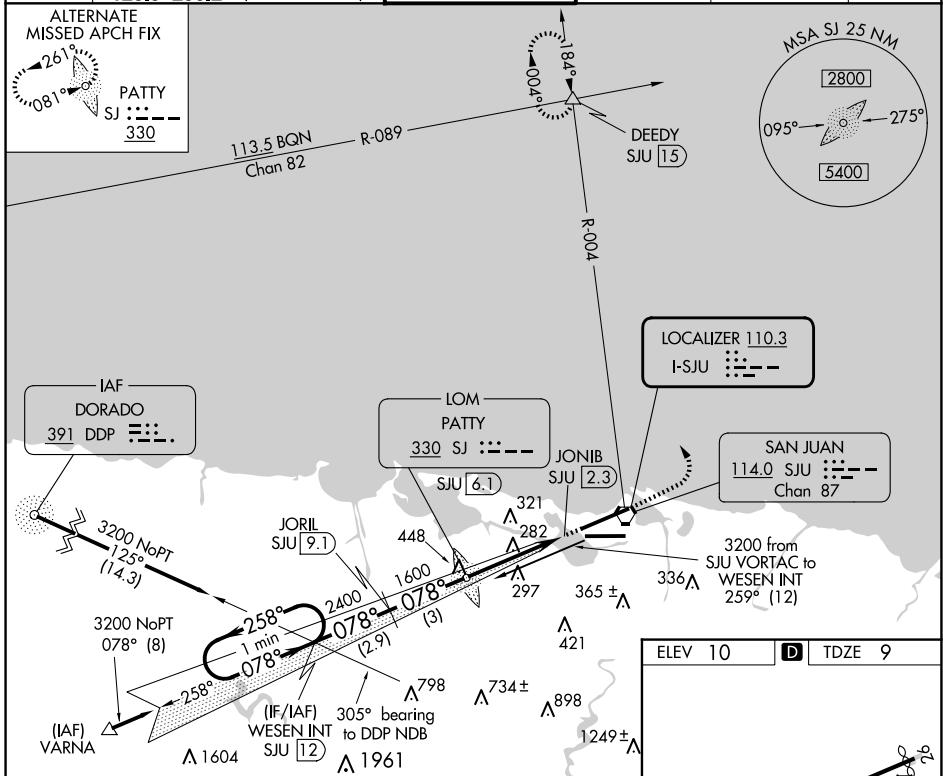 ALTERNATE
MISSED APCH FIX
261°
081°
PATTY
SJ
330
184°
004°
MSA SJ 25 NM
2800
095°
275°
5400
113.5 BQN
Chan 82
R-089
DEEDY
SJU 15
R-004
LOCALIZER 110.3
I-SJU
IAF
DORADO
391 DDP
LOM
PATTY
330 SJ
SJU 6.1
JONIB
SJU 2.3
SAN JUAN
114.0 SJU
Chan 87
3200 NoPT
125°
(14.3)
JORIL
SJU 9.1
448
321
282
297
365 ±
336
3200 from
SJU VORTAC to
WESEN INT
259° (12)
2400
1600
258°
1 min
078°
078°
078°
(2.9)
(3)
421
3200 NoPT
078° (8)
258°
(IAF)
VARNA
(IF/IAF)
WESEN INT
SJU 12
305° bearing
to DDP NDB
798
734 ±
898
1249 ±
1604
1961
ELEV 10
D
TDZE 9
26